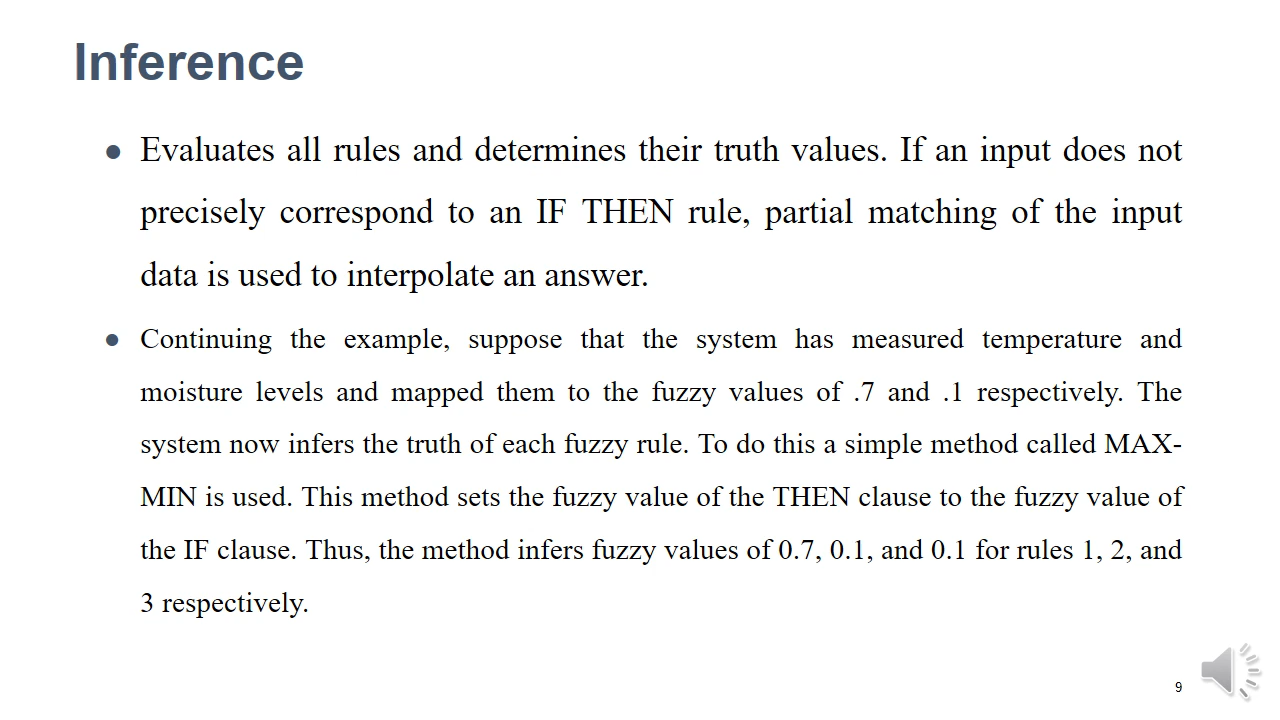 Inference
● Evaluates all rules and determines their truth values. If an input does not
precisely correspond to an IF THEN rule, partial matching of the input
data is used to interpolate an answer.
● Continuing the example, suppose that the system has measured temperature and
moisture levels and mapped them to the fuzzy values of .7 and .1 respectively. The
system now infers the truth of each fuzzy rule. To do this a simple method called MAX-
MIN is used. This method sets the fuzzy value of the THEN clause to the fuzzy value of
the IF clause. Thus, the method infers fuzzy values of 0.7, 0.1, and 0.1 for rules 1, 2, and
3 respectively.
9